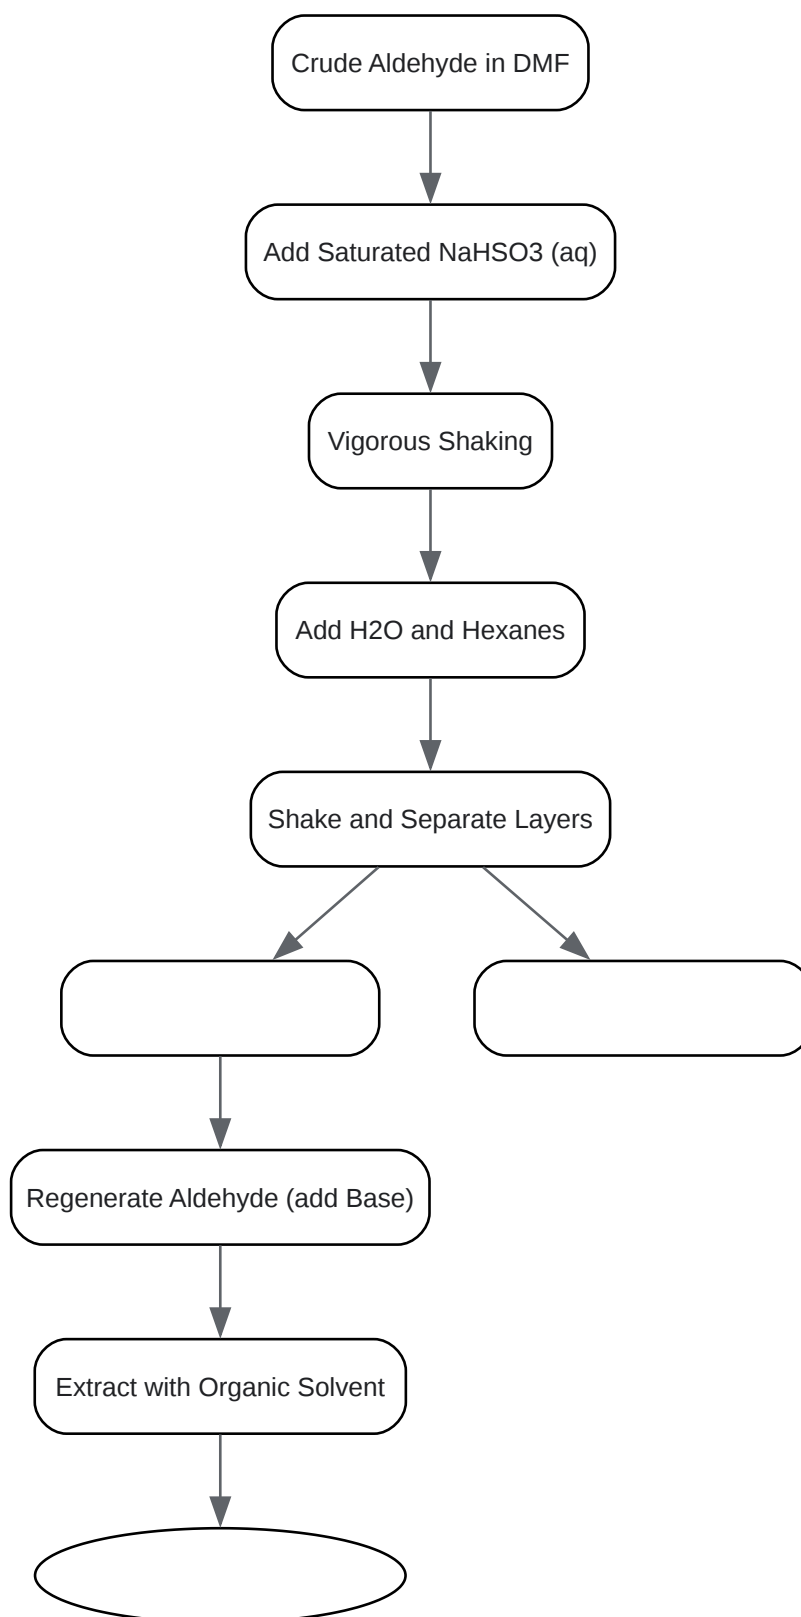 Crude Aldehyde in DMF
Add Saturated NaHSO3 (aq)
Vigorous Shaking
Add H2O and Hexanes
Shake and Separate Layers
Regenerate Aldehyde (add Base)
Extract with Organic Solvent